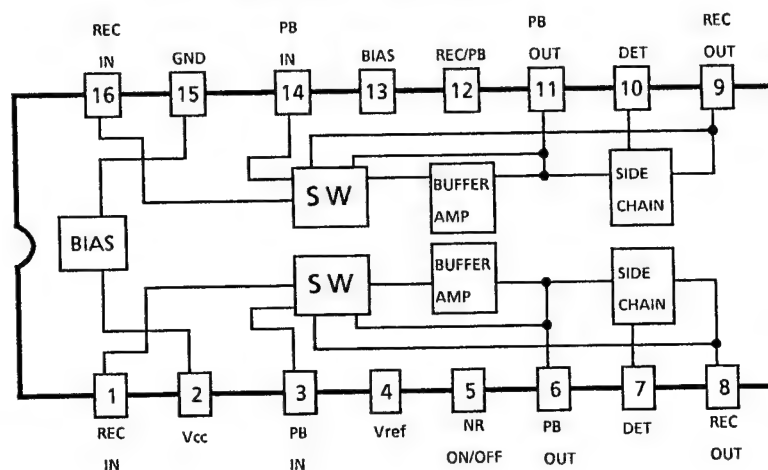 REC IN
GND
PB IN
BIAS
REC/PB
PB OUT
DET
REC OUT
16
15
14
13
12
11
10
9
SW
BUFFER AMP
SIDE CHAIN
BIAS
SW
BUFFER AMP
SIDE CHAIN
1
2
3
4
5
6
7
8
REC IN
Vcc
PB IN
Vref
NR ON/OFF
PB OUT
DET
REC OUT